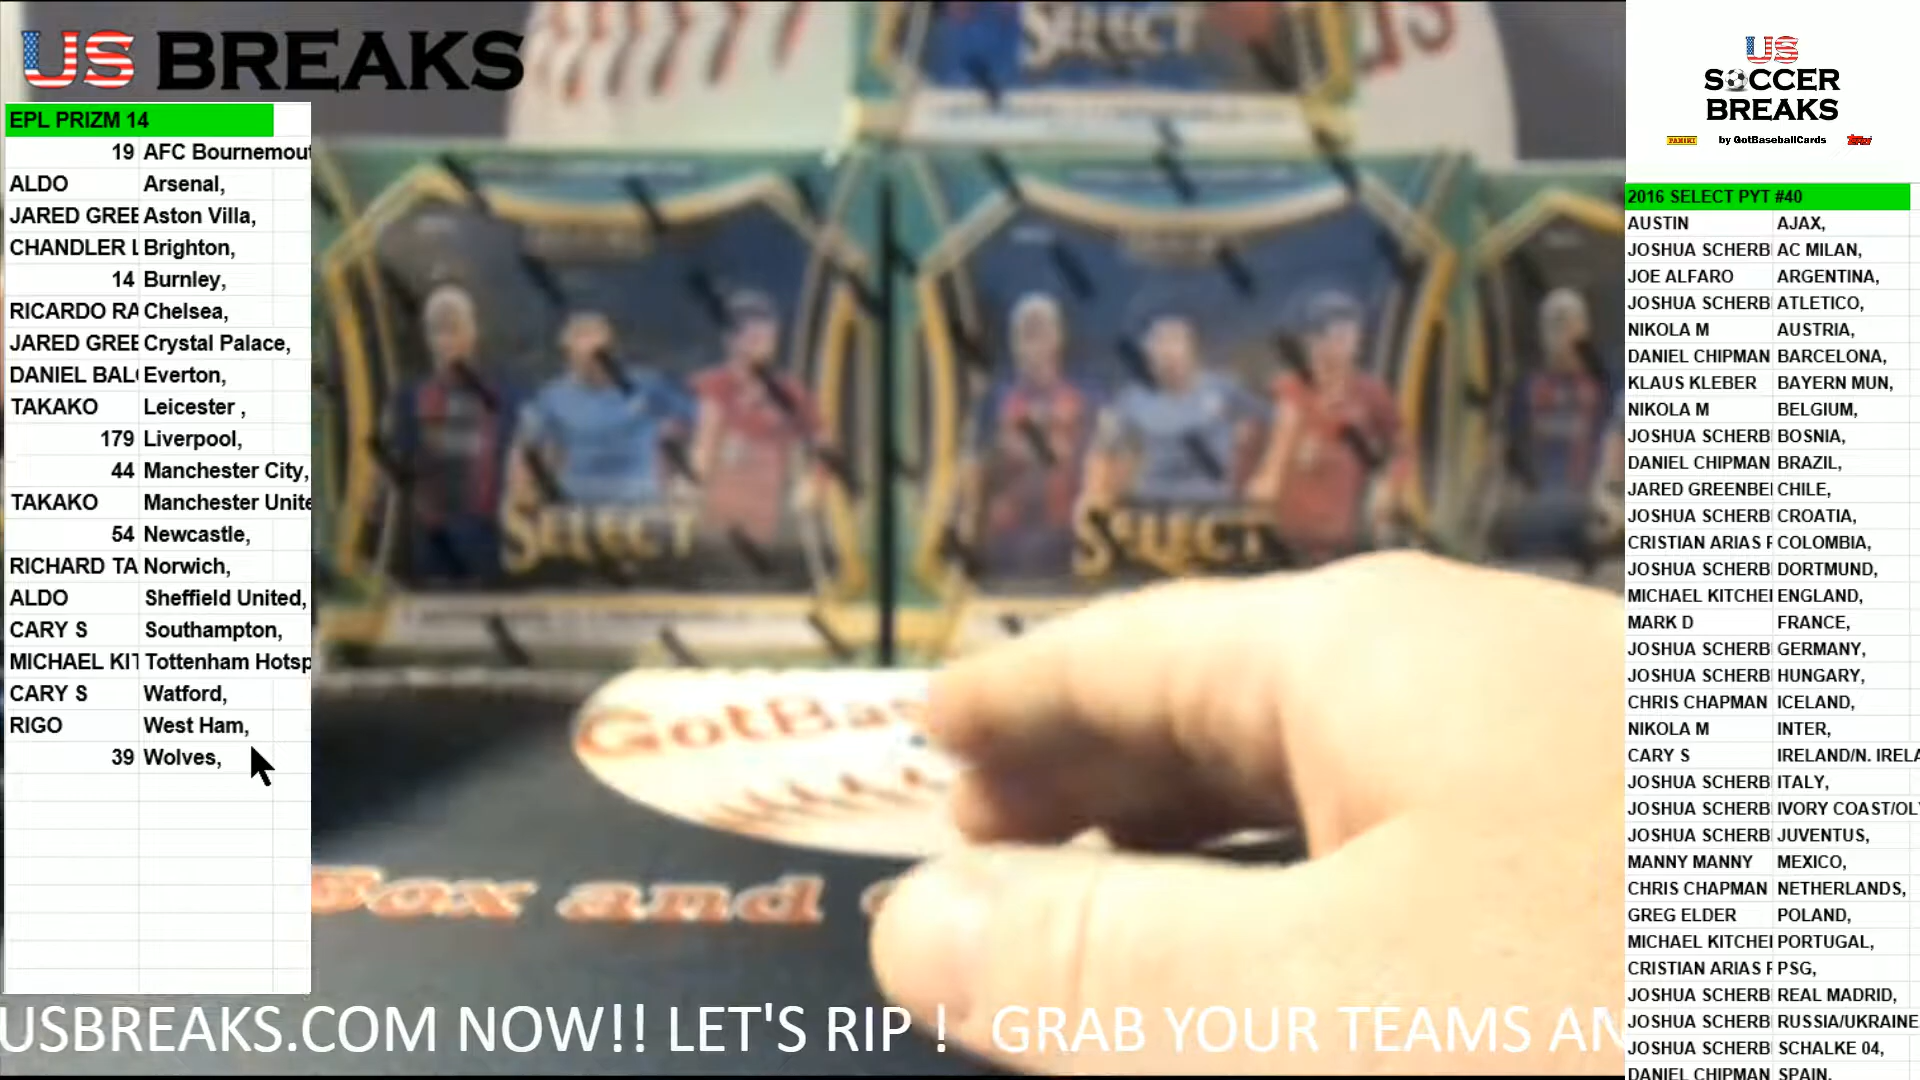 US BREAKS
EPL PRIZM 14
19 AFC Bournemout
ALDO Arsenal,
JARED GREE Aston Villa,
CHANDLER L Brighton,
14 Burnley,
RICARDO RA Chelsea,
JARED GREE Crystal Palace,
DANIEL BAL Everton,
TAKAKO Leicester ,
179 Liverpool,
44 Manchester City,
TAKAKO Manchester Unite
54 Newcastle,
RICHARD TA Norwich,
ALDO Sheffield United,
CARY S Southampton,
MICHAEL KIT Tottenham Hotsp
CARY S Watford,
RIGO West Ham,
39 Wolves,
SELECT
SELECT
SELECT
GotBas
Box and
USBREAKS.COM NOW!! LET'S RIP ! GRAB YOUR TEAMS AN
US
SOCCER
BREAKS
PANINI by GotBaseballCards Topps
2016 SELECT PYT #40
AUSTIN AJAX,
JOSHUA SCHERB AC MILAN,
JOE ALFARO ARGENTINA,
JOSHUA SCHERB ATLETICO,
NIKOLA M AUSTRIA,
DANIEL CHIPMAN BARCELONA,
KLAUS KLEBER BAYERN MUN,
NIKOLA M BELGIUM,
JOSHUA SCHERB BOSNIA,
DANIEL CHIPMAN BRAZIL,
JARED GREENBE CHILE,
JOSHUA SCHERB CROATIA,
CRISTIAN ARIAS F COLOMBIA,
JOSHUA SCHERB DORTMUND,
MICHAEL KITCHE ENGLAND,
MARK D FRANCE,
JOSHUA SCHERB GERMANY,
JOSHUA SCHERB HUNGARY,
CHRIS CHAPMAN ICELAND,
NIKOLA M INTER,
CARY S IRELAND/N. IRELA
JOSHUA SCHERB ITALY,
JOSHUA SCHERB IVORY COAST/OL
JOSHUA SCHERB JUVENTUS,
MANNY MANNY MEXICO,
CHRIS CHAPMAN NETHERLANDS,
GREG ELDER POLAND,
MICHAEL KITCHE PORTUGAL,
CRISTIAN ARIAS F PSG,
JOSHUA SCHERB REAL MADRID,
JOSHUA SCHERB RUSSIA/UKRAINE
JOSHUA SCHERB SCHALKE 04,
DANIEL CHIPMAN SPAIN,